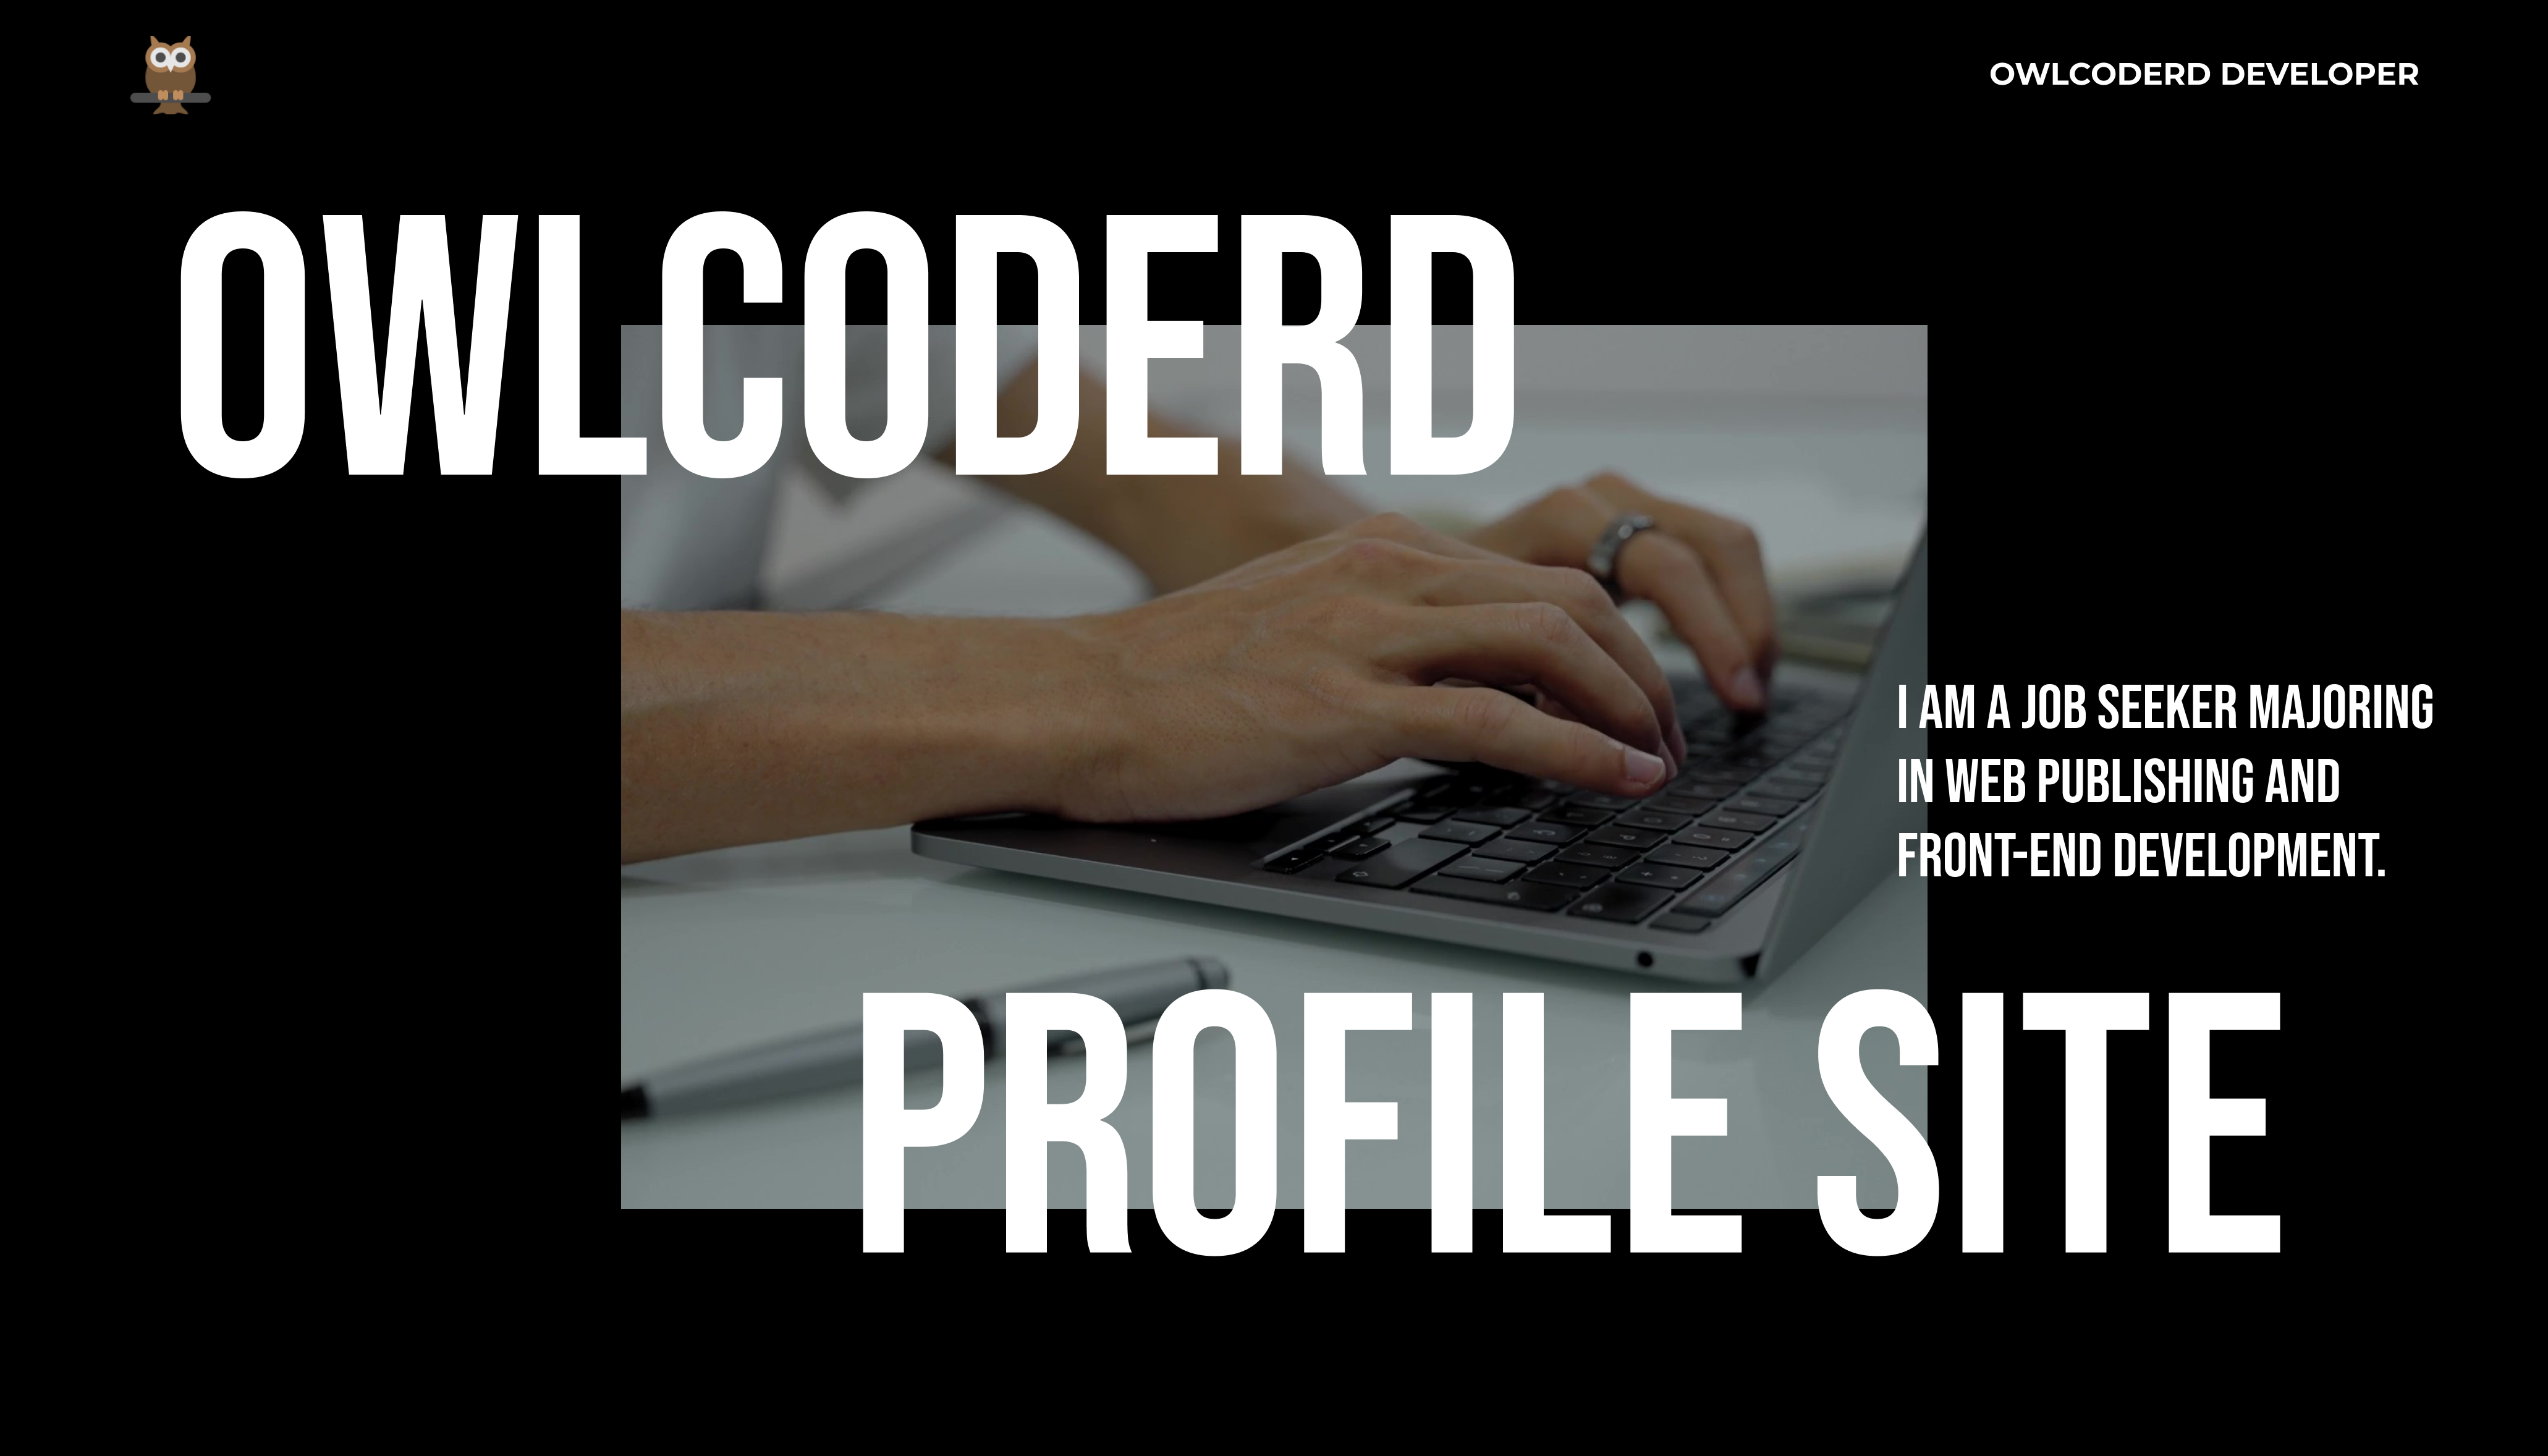 OWLCODERD DEVELOPER
OWLCODERD
I AM A JOB SEEKER MAJORING
IN WEB PUBLISHING AND
FRONT-END DEVELOPMENT.
PROFILE SITE